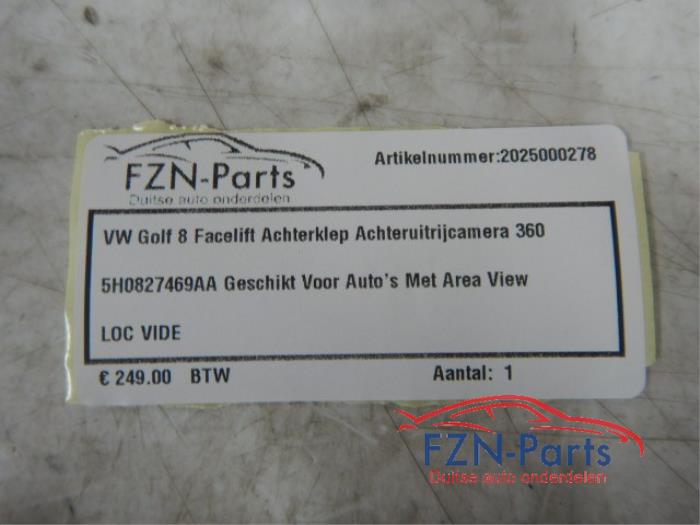 FZN-Parts
Duitse auto onderdelen
Artikelnummer:2025000278
VW Golf 8 Facelift Achterklep Achteruitrijcamera 360
5H0827469AA Geschikt Voor Auto's Met Area View
LOC VIDE
€ 249.00 BTW
Aantal: 1
FZN-Parts
Duitse auto onderdelen